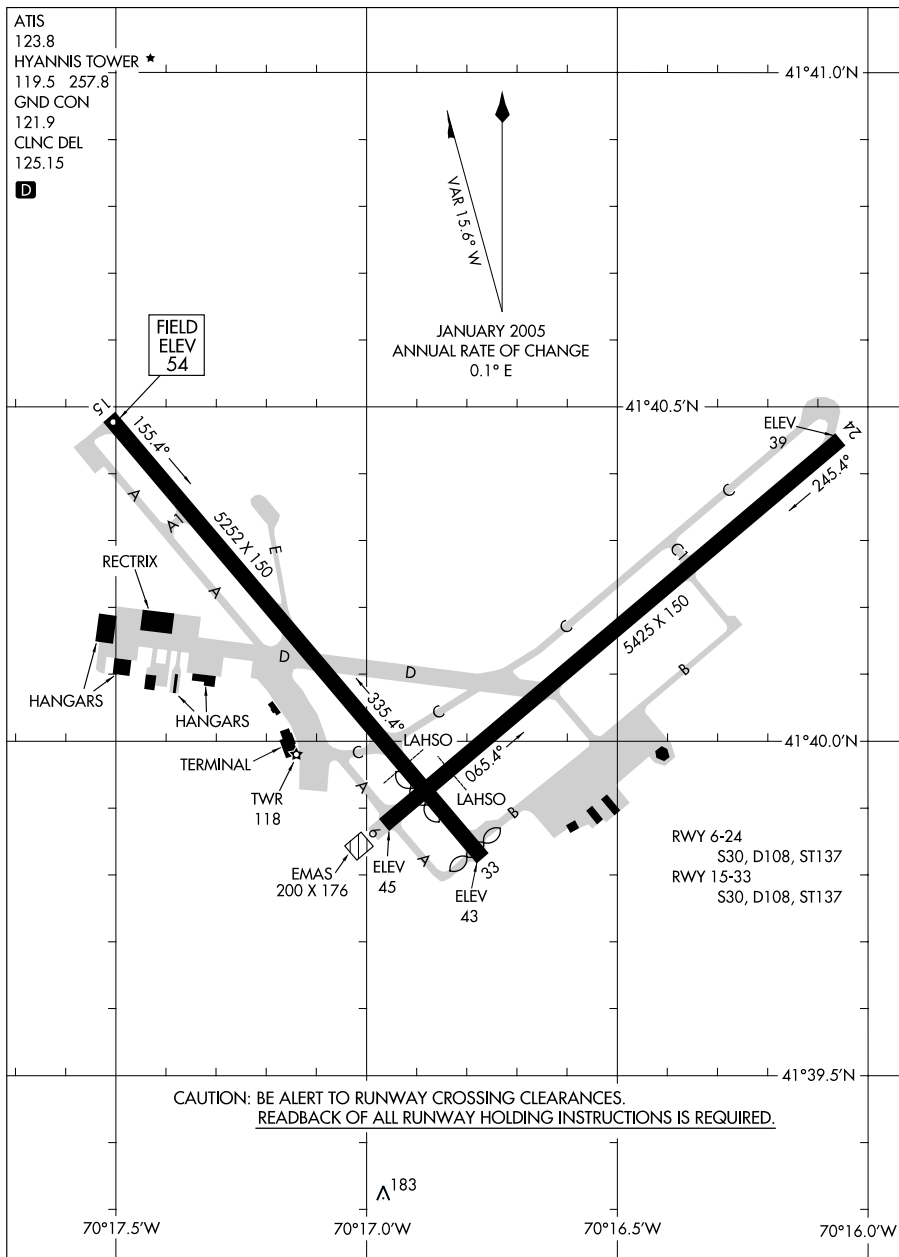 ATIS
123.8
HYANNIS TOWER
119.5 257.8
GND CON
121.9
CLNC DEL
125.15
D
41°41.0'N
VAR 15.6° W
JANUARY 2005
ANNUAL RATE OF CHANGE
0.1° E
FIELD
ELEV
54
15
155.4°
41°40.5'N
ELEV
39
24
245.4°
A
A1
5252 X 150
E
A
C
C1
C
5425 X 150
RECTRIX
HANGARS
HANGARS
D
D
B
335.4°
C
C
LAHSO
065.4°
41°40.0'N
TERMINAL
TWR
118
A
LAHSO
B
6
A
EMAS
200 X 176
ELEV
45
33
ELEV
43
RWY 6-24
S30, D108, ST137
RWY 15-33
S30, D108, ST137
41°39.5'N
CAUTION: BE ALERT TO RUNWAY CROSSING CLEARANCES.
READBACK OF ALL RUNWAY HOLDING INSTRUCTIONS IS REQUIRED.
183
70°17.5'W
70°17.0'W
70°16.5'W
70°16.0'W